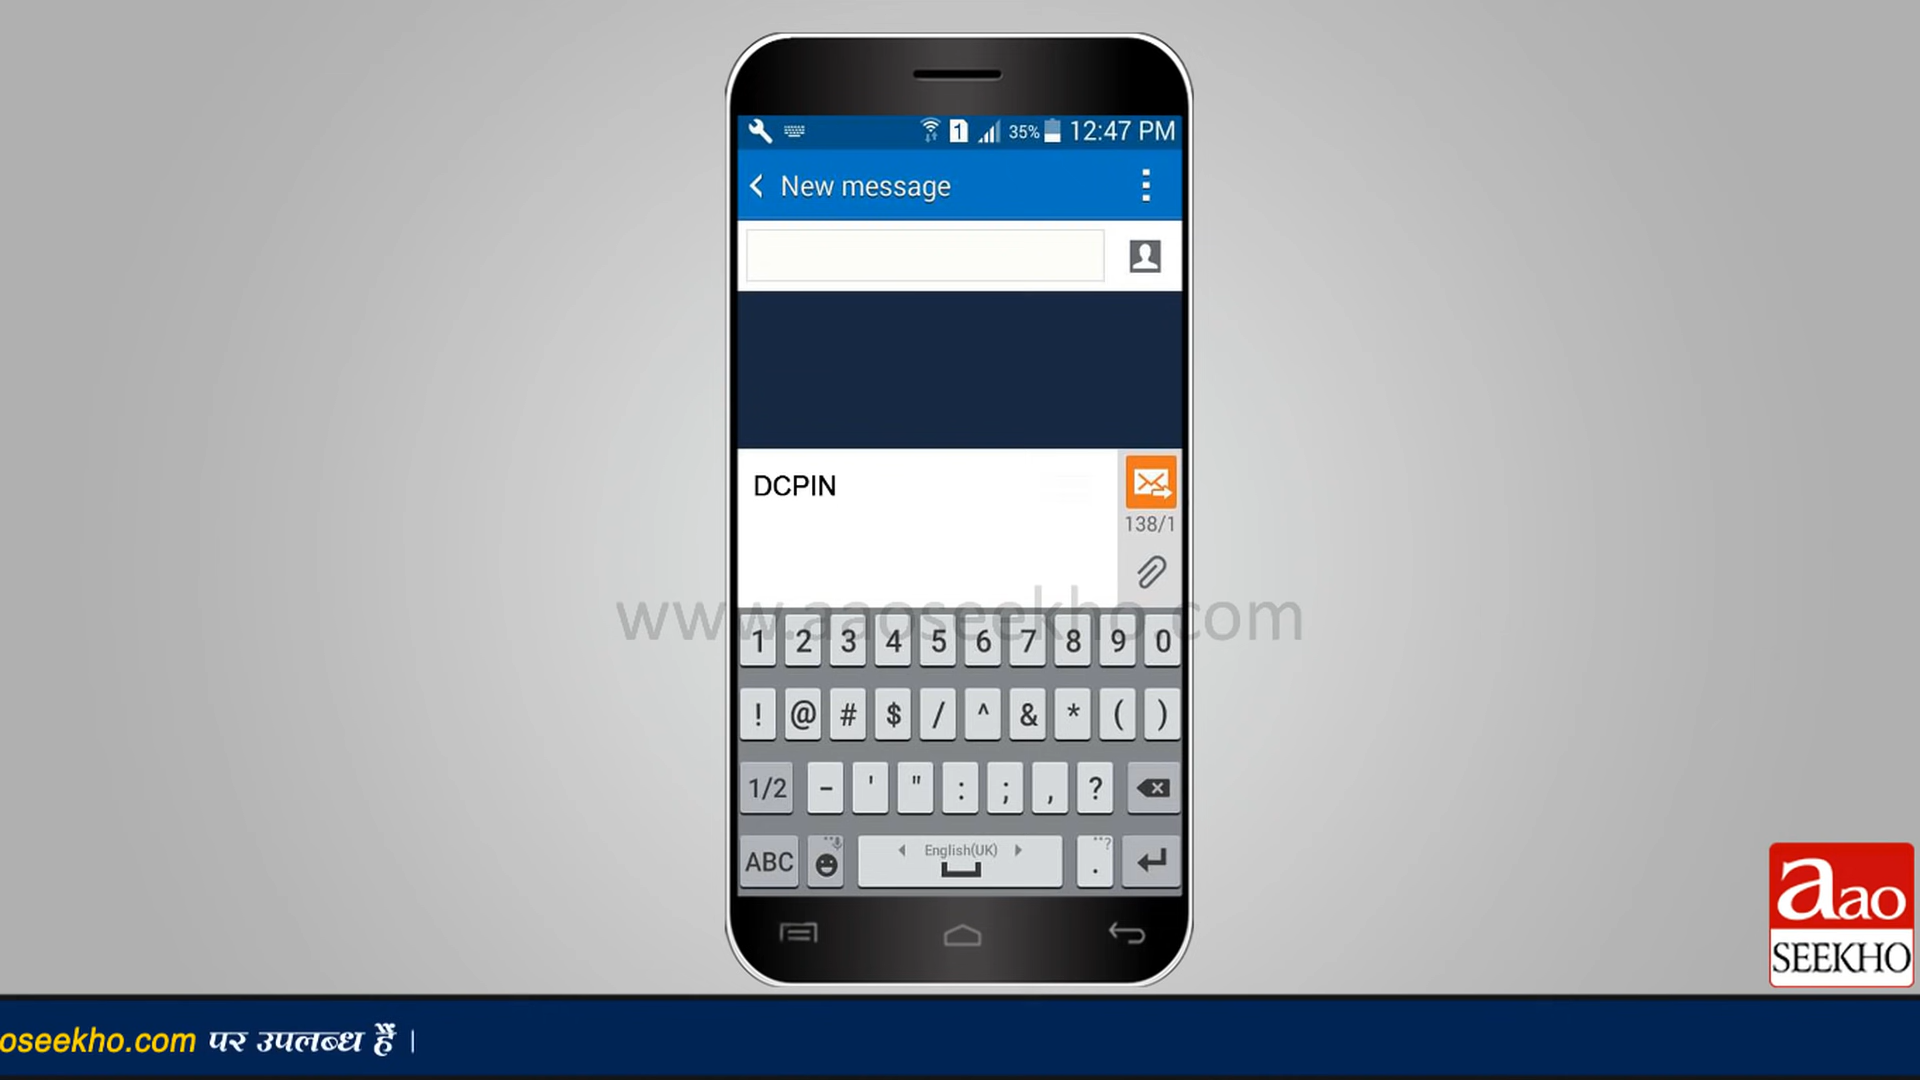 1 35% 12:47 PM
New message
DCPIN
138/1
www.aaoseekho.com
1 2 3 4 5 6 7 8 9 0
! @ # $ / ^ & * ( )
1/2 - ' " : ; , ?
ABC English(UK) .
aao
SEEKHO
oseekho.com पर उपलब्ध हैं |